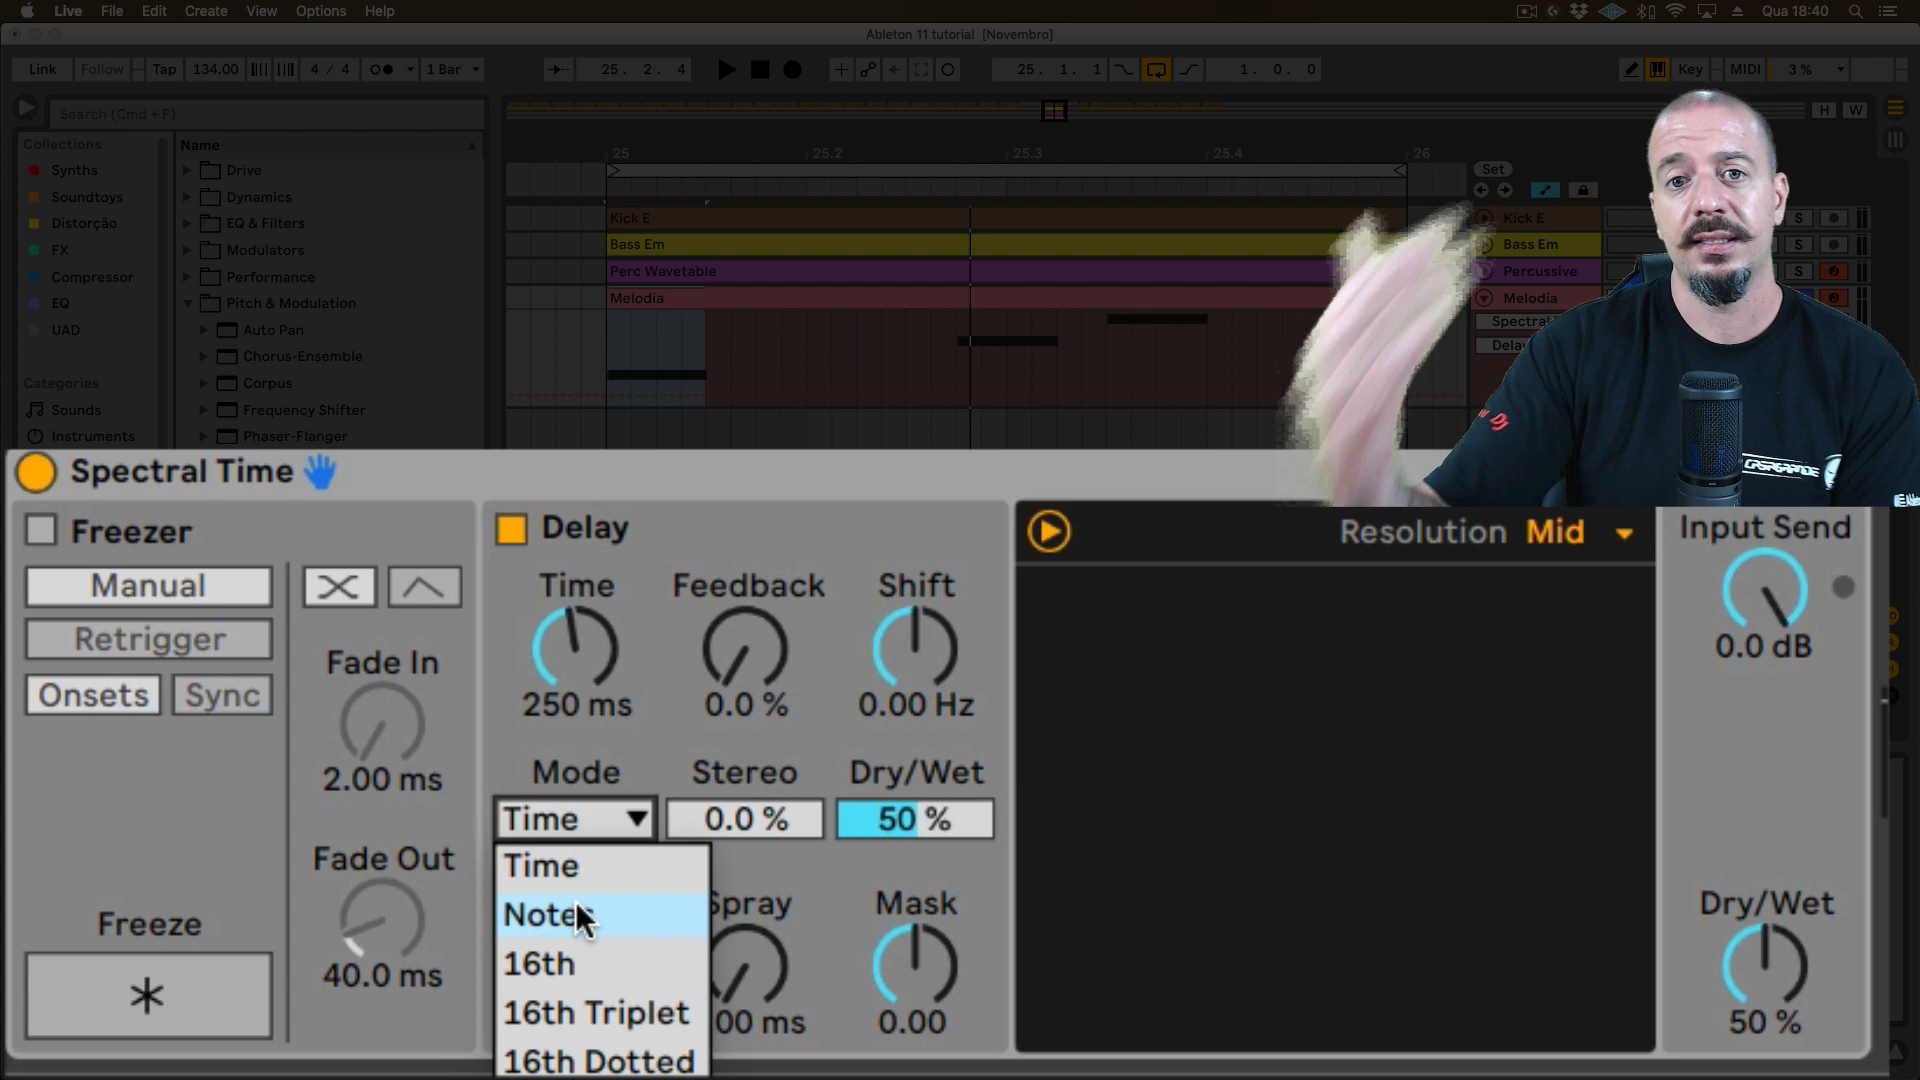 Live File Edit Create View Options Help
Qua 18:40
Ableton 11 tutorial [Novembro]
Link Follow Tap 134.00 4 / 4 1 Bar
25. 2. 4
25. 1. 1
1. 0. 0
Key MIDI 3 %
Search (Cmd + F)
H W
Collections
Synths
Soundtoys
Distorção
FX
Compressor
EQ
UAD
Categories
Sounds
Instruments
Name
Drive
Dynamics
EQ & Filters
Modulators
Performance
Pitch & Modulation
Auto Pan
Chorus-Ensemble
Corpus
Frequency Shifter
Phaser-Flanger
25 25.2 25.3 25.4 26
Set
Kick E
Bass Em
Perc Wavetable
Melodia
Kick E S
Bass Em S
Percussive S
Melodia
Spectral
Delay
Spectral Time
Freezer
Manual
Retrigger
Onsets Sync
Fade In
2.00 ms
Fade Out
40.0 ms
Freeze
Delay
Time Feedback Shift
250 ms 0.0 % 0.00 Hz
Mode Stereo Dry/Wet
Time 0.0 % 50 %
Time
Notes
16th
16th Triplet
16th Dotted
Spray Mask
00 ms 0.00
Resolution Mid
Input Send
0.0 dB
Dry/Wet
50 %